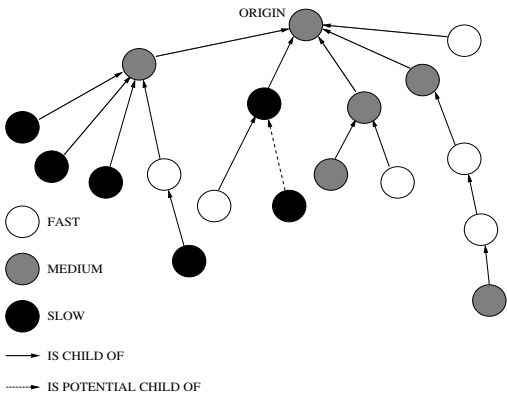 ORIGIN
FAST
MEDIUM
SLOW
IS CHILD OF
IS POTENTIAL CHILD OF